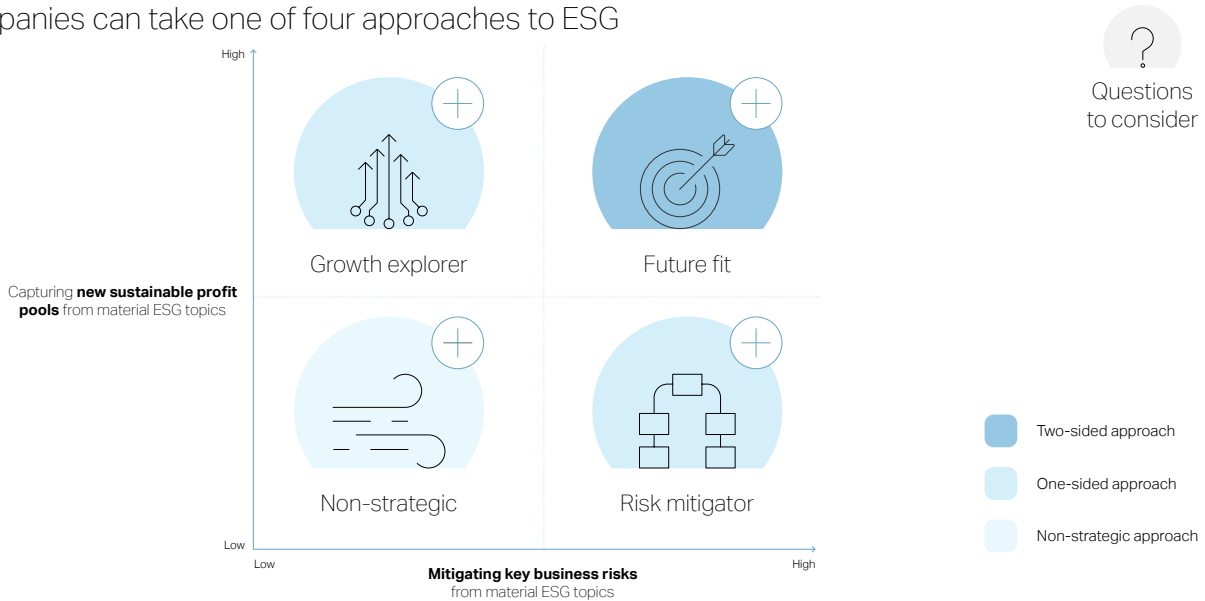 panies can take one of four approaches to ESG
High
Growth explorer
Future fit
Capturing new sustainable profit
pools from material ESG topics
Non-strategic
Risk mitigator
Low
Low
High
Mitigating key business risks
from material ESG topics
?
Questions
to consider
Two-sided approach
One-sided approach
Non-strategic approach